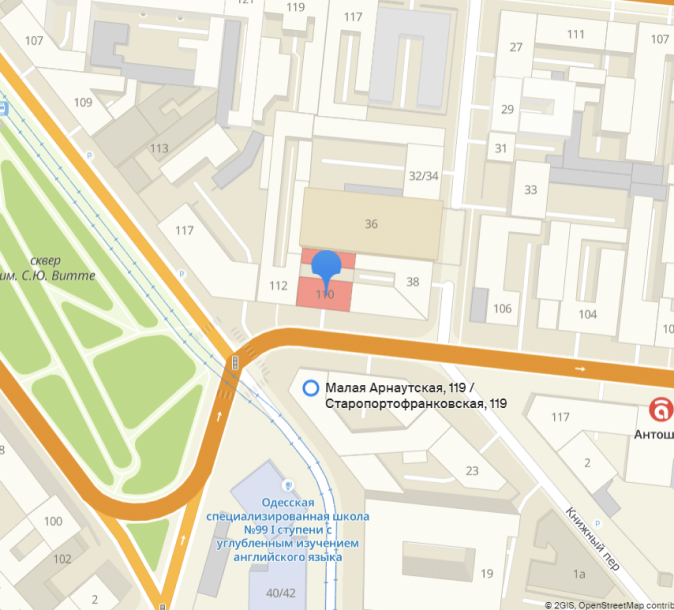 121
119
117
107
111
107
27
109
29
113
31
32/34
33
117
36
сквер
им. С.Ю. Витте
112
110
38
106
104
Малая Арнаутская, 119 /
Старопортофранковская, 119
117
Антош
23
2
Одесская
специализированная школа
№99 I ступени с
углубленным изучением
английского языка
Книжный пер
100
102
2
40/42
19
1а
© 2GIS, OpenStreetMap contrib